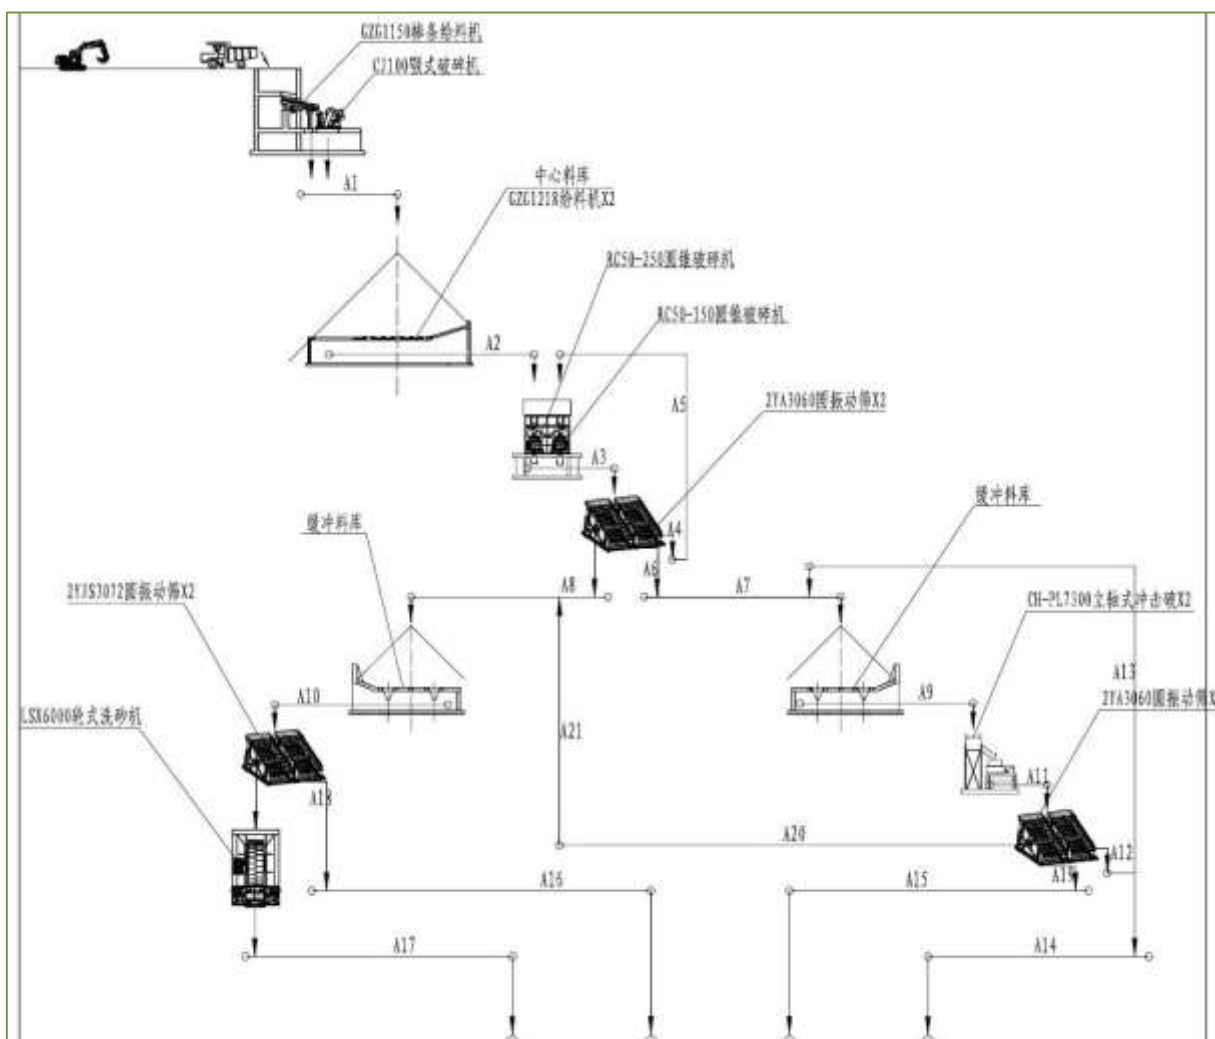 GZG1150棒条给料机
CJ100颚式破碎机
A1
中心料库
GZG1218给料机X2
RC50-250圆锥破碎机
RC50-150圆锥破碎机
A2
A5
2YA3060圆振动筛X2
A3
A4
缓冲料库
缓冲料库
A6
A8
A7
2YJS3072圆振动筛X2
CH-PL7300立轴式冲击破X2
A13
A10
A9
2YA3060圆振动筛X
LSX6000轮式洗砂机
A21
A11
A18
A20
A12
A19
A16
A15
A17
A14